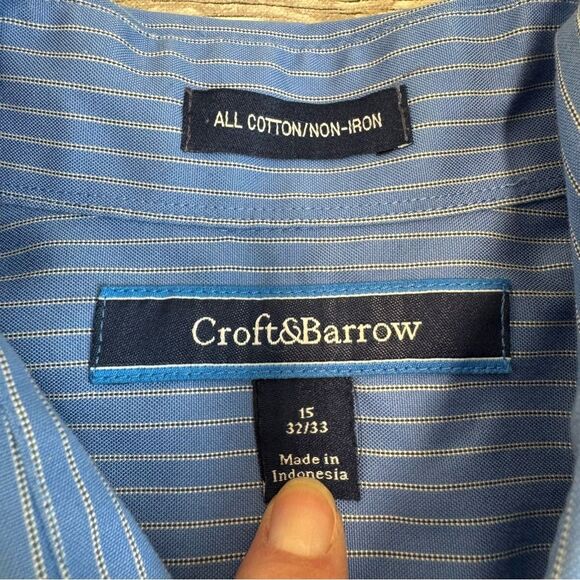 ALL COTTON/NON-IRON
Croft&Barrow
15
32/33
Made in
Indonesia